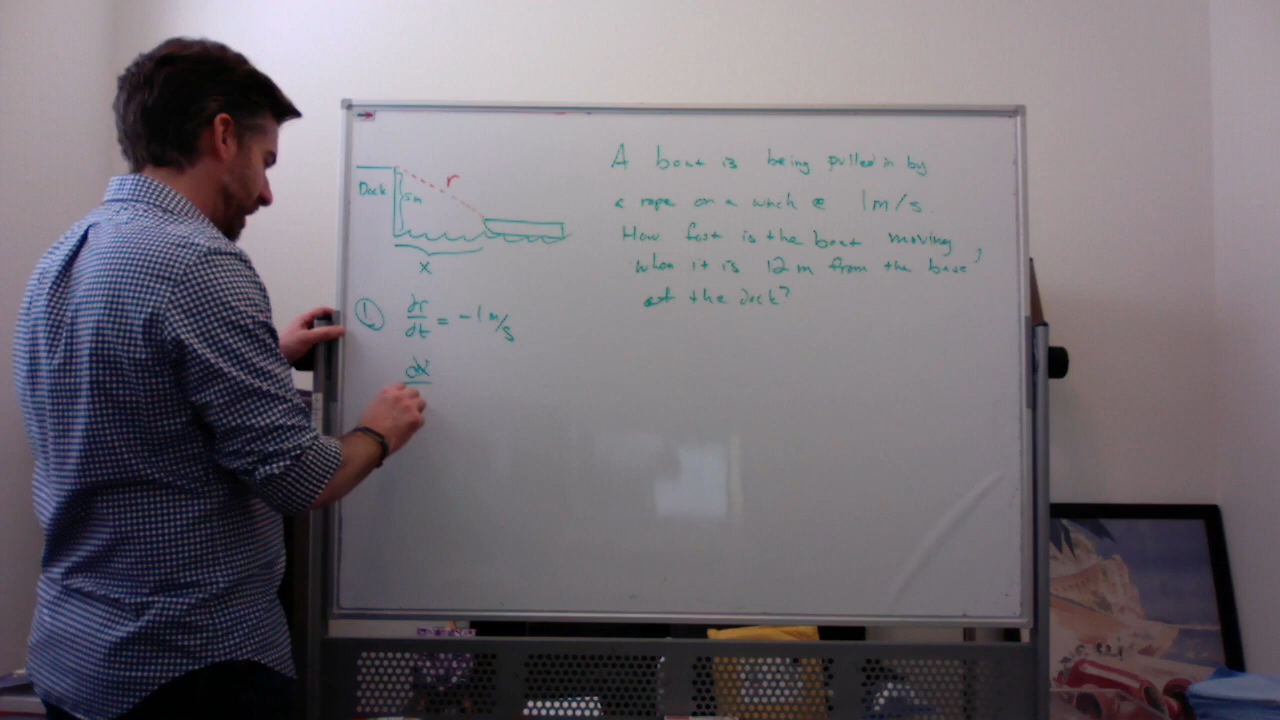 A boat is being pulled in by
a rope on a winch @ 1m/s.
How fast is the boat moving,
when it is 12 m from the base
of the dock?
Dock
5m
r
x
① dr/dt = -1 m/s
dx